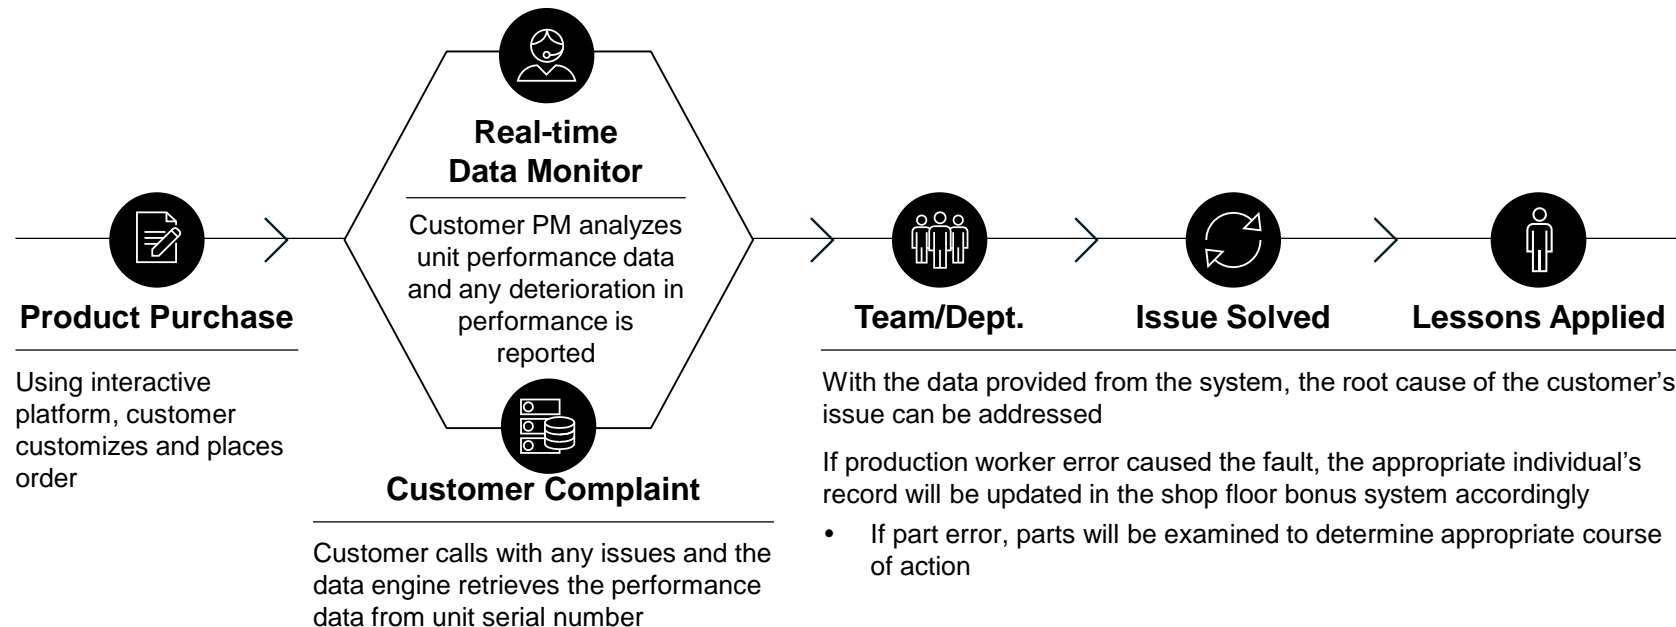 Product Purchase
Using interactive
platform, customer
customizes and places
order
Real-time
Data Monitor
Customer PM analyzes
unit performance data
and any deterioration in
performance is
reported
Customer Complaint
Customer calls with any issues and the
data engine retrieves the performance
data from unit serial number
Team/Dept.
Issue Solved
Lessons Applied
With the data provided from the system, the root cause of the customer’s
issue can be addressed
If production worker error caused the fault, the appropriate individual’s
record will be updated in the shop floor bonus system accordingly
• If part error, parts will be examined to determine appropriate course
of action